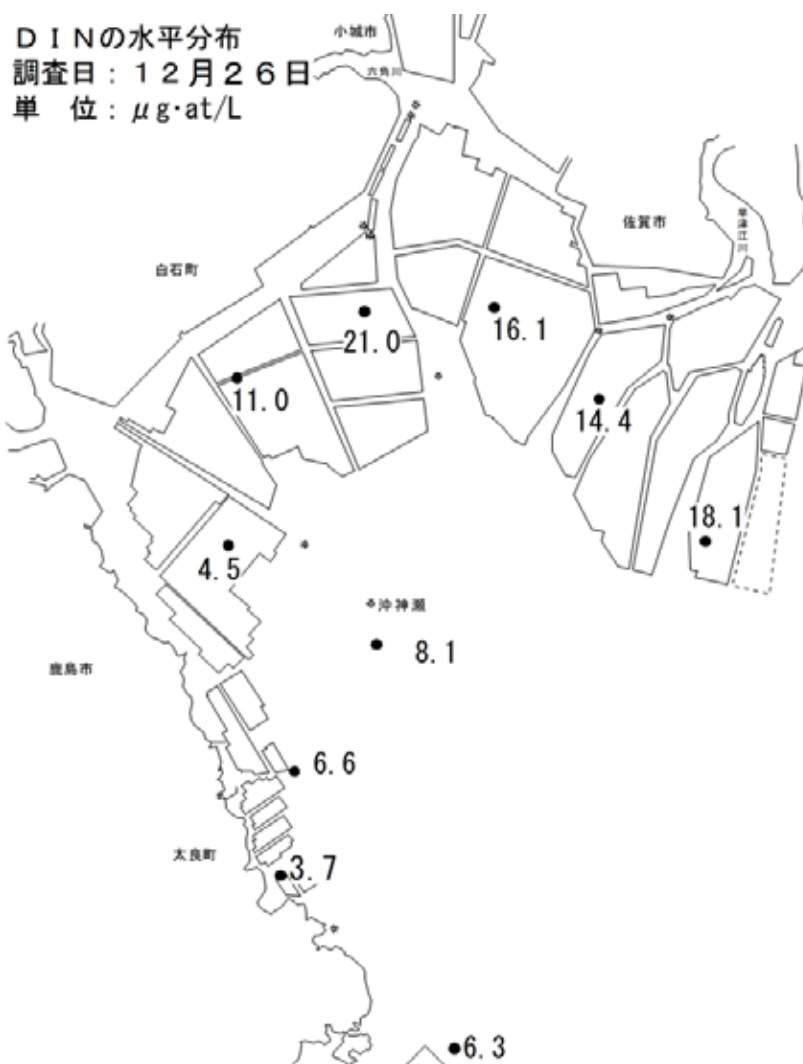 ＤＩＮの水平分布
調査日：１２月２６日
単　位：μg·at/L
小城市
六角川
佐賀市
早津江川
白石町
21.0
16.1
11.0
14.4
18.1
4.5
沖神瀬
8.1
鹿島市
6.6
太良町
3.7
6.3